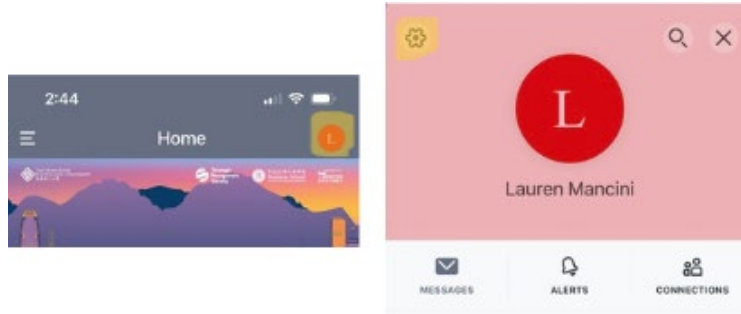 2:44
Home
L
L
Lauren Mancini
MESSAGES
ALERTS
CONNECTIONS